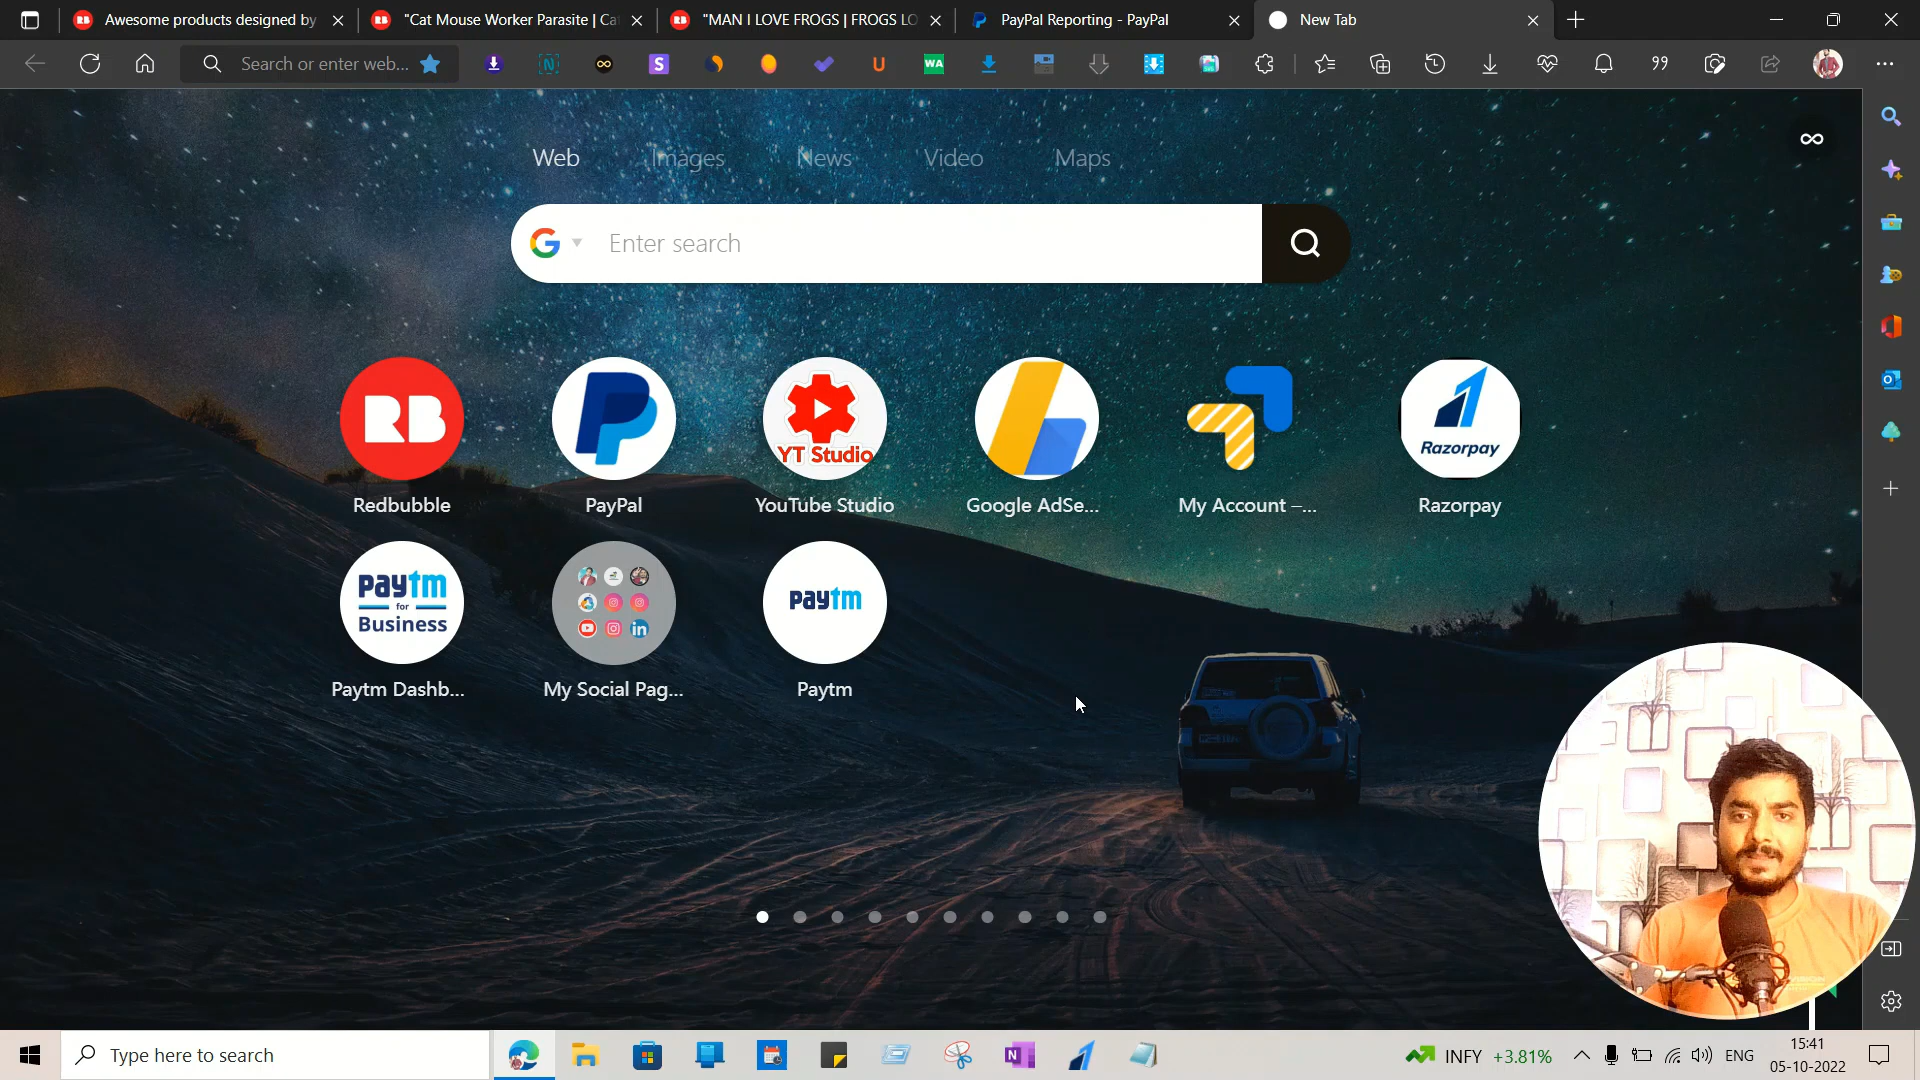 Awesome products designed by
"Cat Mouse Worker Parasite | Ca
"MAN I LOVE FROGS | FROGS LO
PayPal Reporting - PayPal
New Tab
Search or enter web...
N
S
U
WA
Web
Images
News
Video
Maps
Enter search
RB
YT Studio
Razorpay
Redbubble
PayPal
YouTube Studio
Google AdSe...
My Account –...
Razorpay
paytm
for
Business
paytm
in
Paytm Dashb...
My Social Pag...
Paytm
Type here to search
N
INFY +3.81%
ENG
15:41
05-10-2022